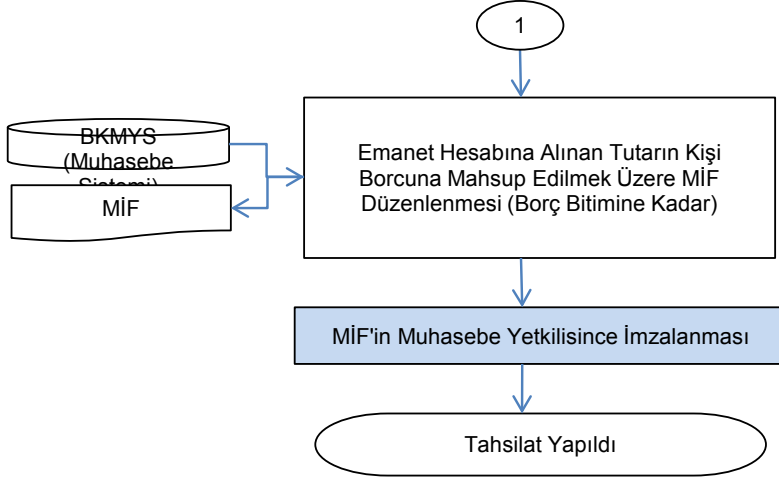 1
BKMYS
(Muhasebe
Sistemi)
MİF
Emanet Hesabına Alınan Tutarın Kişi
Borcuna Mahsup Edilmek Üzere MİF
Düzenlenmesi (Borç Bitimine Kadar)
MİF'in Muhasebe Yetkilisince İmzalanması
Tahsilat Yapıldı